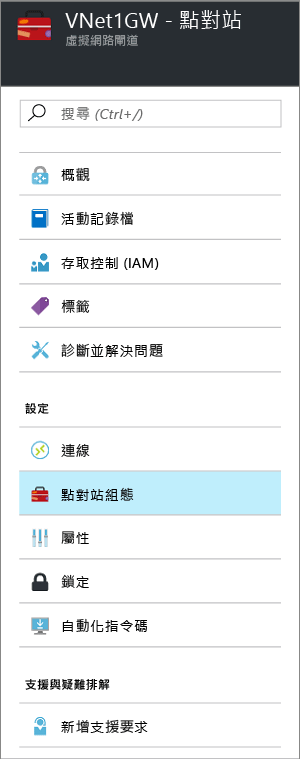 VNet1GW - 點對站
虛擬網路閘道
搜尋 (Ctrl+/)
概觀
活動記錄檔
存取控制 (IAM)
標籤
診斷並解決問題
設定
連線
點對站組態
屬性
鎖定
自動化指令碼
支援與疑難排解
新增支援要求